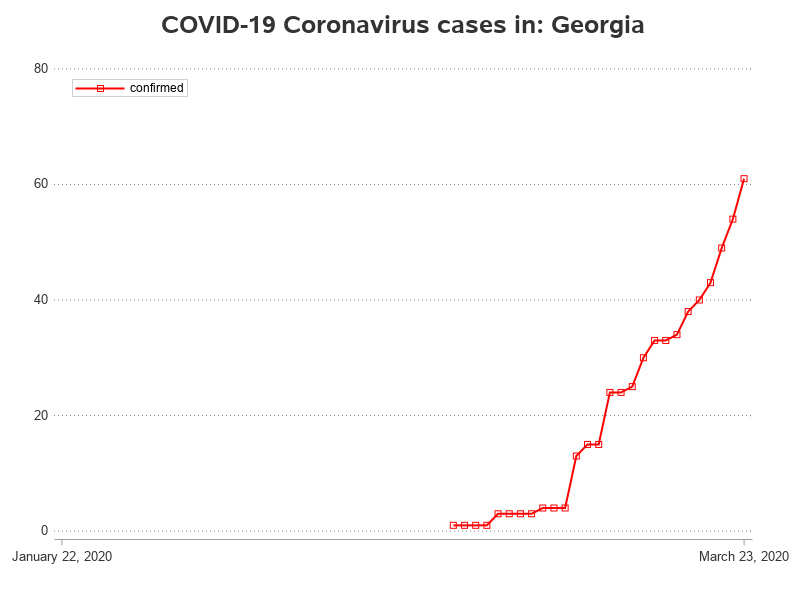 COVID-19 Coronavirus cases in: Georgia
80
confirmed
60
40
20
0
January 22, 2020
March 23, 2020